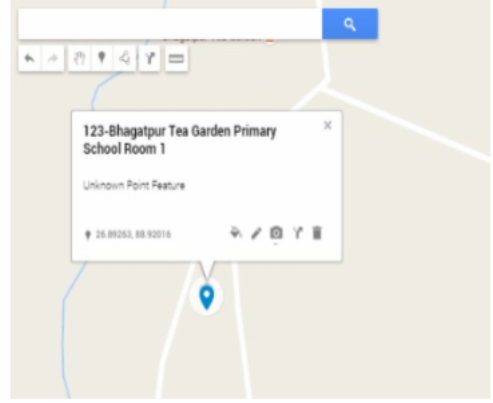 123-Bhagatpur Tea Garden Primary
School Room 1
Unknown Point Feature
26.89263, 88.92016